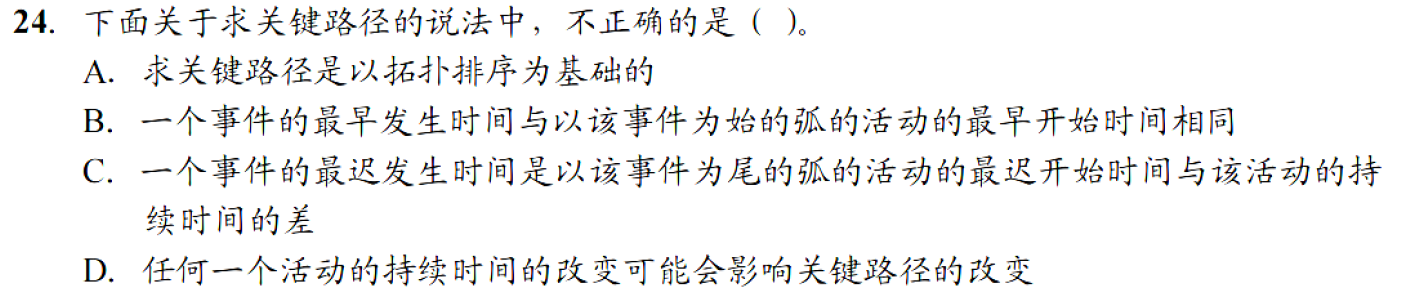 24. 下面关于求关键路径的说法中，不正确的是（ ）。
A. 求关键路径是以拓扑排序为基础的
B. 一个事件的最早发生时间与以该事件为始的弧的活动的最早开始时间相同
C. 一个事件的最迟发生时间是以该事件为尾的弧的活动的最迟开始时间与该活动的持
续时间的差
D. 任何一个活动的持续时间的改变可能会影响关键路径的改变